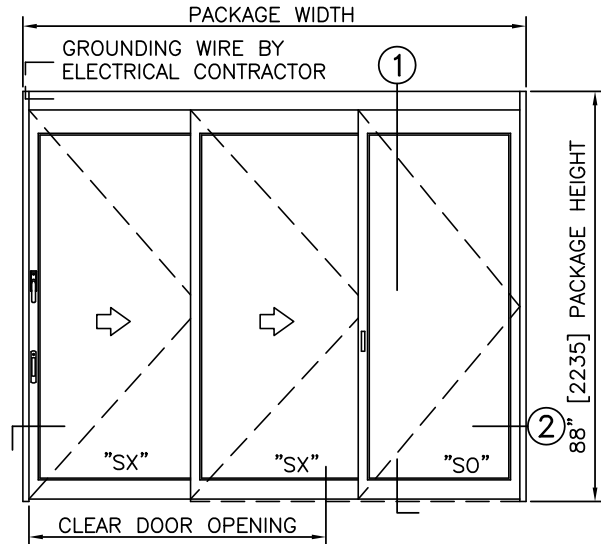 PACKAGE WIDTH
GROUNDING WIRE BY
ELECTRICAL CONTRACTOR
1
88" [2235] PACKAGE HEIGHT
2
"SX"
"SX"
"SO"
CLEAR DOOR OPENING